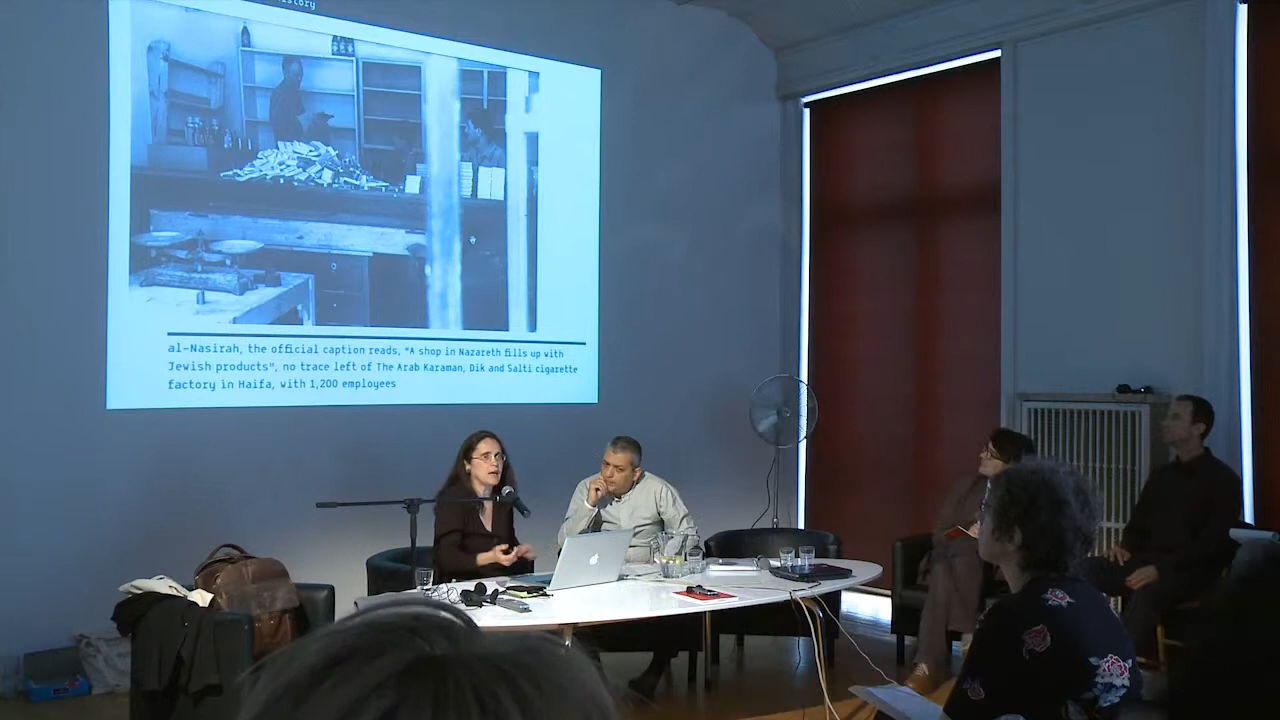 history
al-Nasirah, the official caption reads, "A shop in Nazareth fills up with
Jewish products", no trace left of The Arab Karaman, Dik and Salti cigarette
factory in Haifa, with 1,200 employees